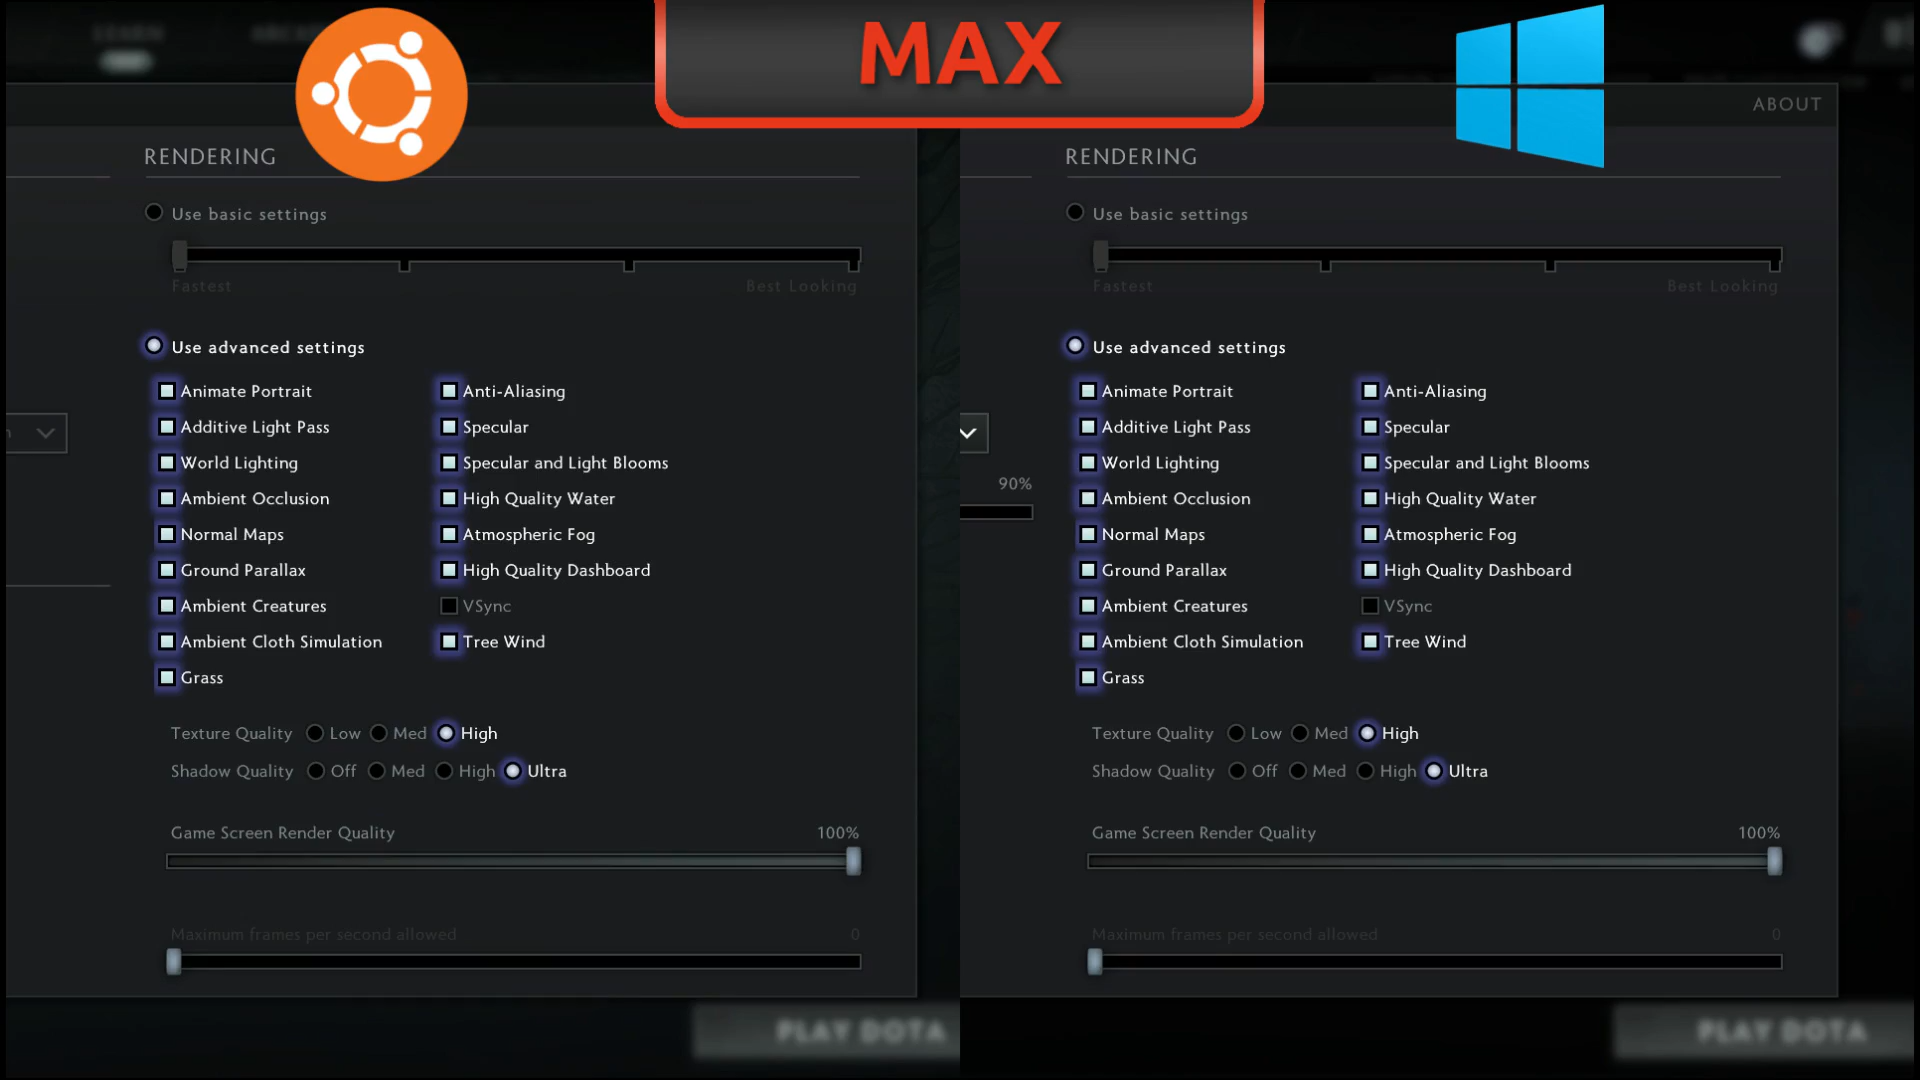 LEARN
MAX
ABOUT
RENDERING
Use basic settings
Fastest Best Looking
Use advanced settings
Animate Portrait Anti-Aliasing
Additive Light Pass Specular
World Lighting Specular and Light Blooms
Ambient Occlusion High Quality Water
Normal Maps Atmospheric Fog
Ground Parallax High Quality Dashboard
Ambient Creatures VSync
Ambient Cloth Simulation Tree Wind
Grass
Texture Quality Low Med High
Shadow Quality Off Med High Ultra
Game Screen Render Quality 100%
Maximum frames per second allowed 0
PLAY DOTA
RENDERING
Use basic settings
Fastest Best Looking
Use advanced settings
Animate Portrait Anti-Aliasing
Additive Light Pass Specular
World Lighting Specular and Light Blooms
90%
Ambient Occlusion High Quality Water
Normal Maps Atmospheric Fog
Ground Parallax High Quality Dashboard
Ambient Creatures VSync
Ambient Cloth Simulation Tree Wind
Grass
Texture Quality Low Med High
Shadow Quality Off Med High Ultra
Game Screen Render Quality 100%
Maximum frames per second allowed 0
PLAY DOTA